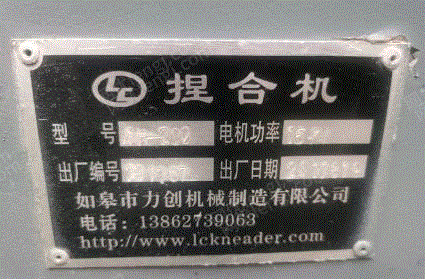 LC 捏合机
型 号 电机功率
出厂编号 出厂日期
如皋市力创机械制造有限公司
电话：13862739063
http://www.lckneader.com